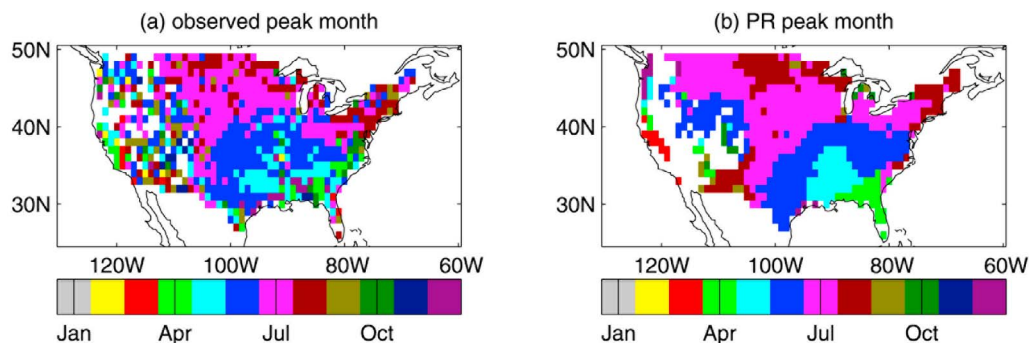 (a) observed peak month
50N
40N
30N
120W 100W 80W 60W
Jan Apr Jul Oct
(b) PR peak month
50N
40N
30N
120W 100W 80W 60W
Jan Apr Jul Oct